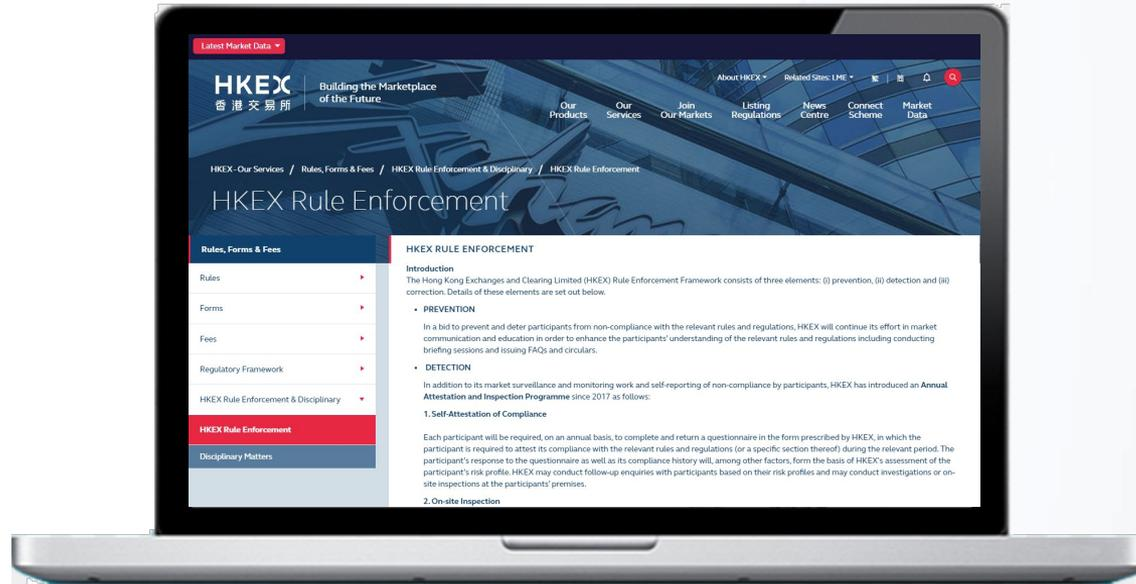 Latest Market Data
HKEX
香港交易所
Building the Marketplace
of the Future
About HKEX
Related Sites: LME
繁 | 简
Our
Products
Our
Services
Join
Our Markets
Listing
Regulations
News
Centre
Connect
Scheme
Market
Data
HKEX - Our Services / Rules, Forms & Fees / HKEX Rule Enforcement & Disciplinary / HKEX Rule Enforcement
HKEX Rule Enforcement
Rules, Forms & Fees
Rules
Forms
Fees
Regulatory Framework
HKEX Rule Enforcement & Disciplinary
HKEX Rule Enforcement
Disciplinary Matters
HKEX RULE ENFORCEMENT
Introduction
The Hong Kong Exchanges and Clearing Limited (HKEX) Rule Enforcement Framework consists of three elements: (i) prevention, (ii) detection and (iii)
correction. Details of these elements are set out below.
• PREVENTION
In a bid to prevent and deter participants from non-compliance with the relevant rules and regulations, HKEX will continue its effort in market
communication and education in order to enhance the participants' understanding of the relevant rules and regulations including conducting
briefing sessions and issuing FAQs and circulars.
• DETECTION
In addition to its market surveillance and monitoring work and self-reporting of non-compliance by participants, HKEX has introduced an Annual
Attestation and Inspection Programme since 2017 as follows:
1. Self-Attestation of Compliance
Each participant will be required, on an annual basis, to complete and return a questionnaire in the form prescribed by HKEX, in which the
participant is required to attest its compliance with the relevant rules and regulations (or a specific section thereof) during the relevant period. The
participant's response to the questionnaire as well as its compliance history will, among other factors, form the basis of HKEX's assessment of the
participant's risk profile. HKEX may conduct follow-up enquiries with participants based on their risk profiles and may conduct investigations or on-
site inspections at the participants' premises.
2. On-site Inspection